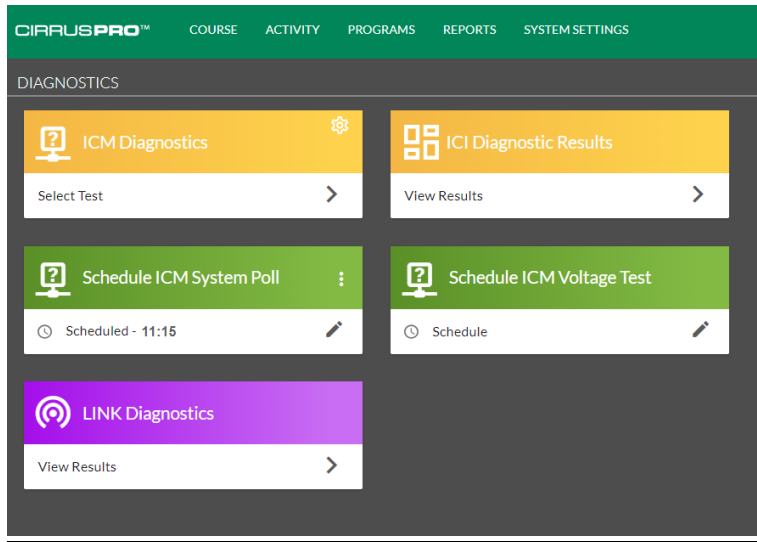 CIRRUSPRO™ COURSE ACTIVITY PROGRAMS REPORTS SYSTEM SETTINGS
DIAGNOSTICS
ICM Diagnostics
Select Test
ICI Diagnostic Results
View Results
Schedule ICM System Poll
Scheduled - 11:15
Schedule ICM Voltage Test
Schedule
LINK Diagnostics
View Results